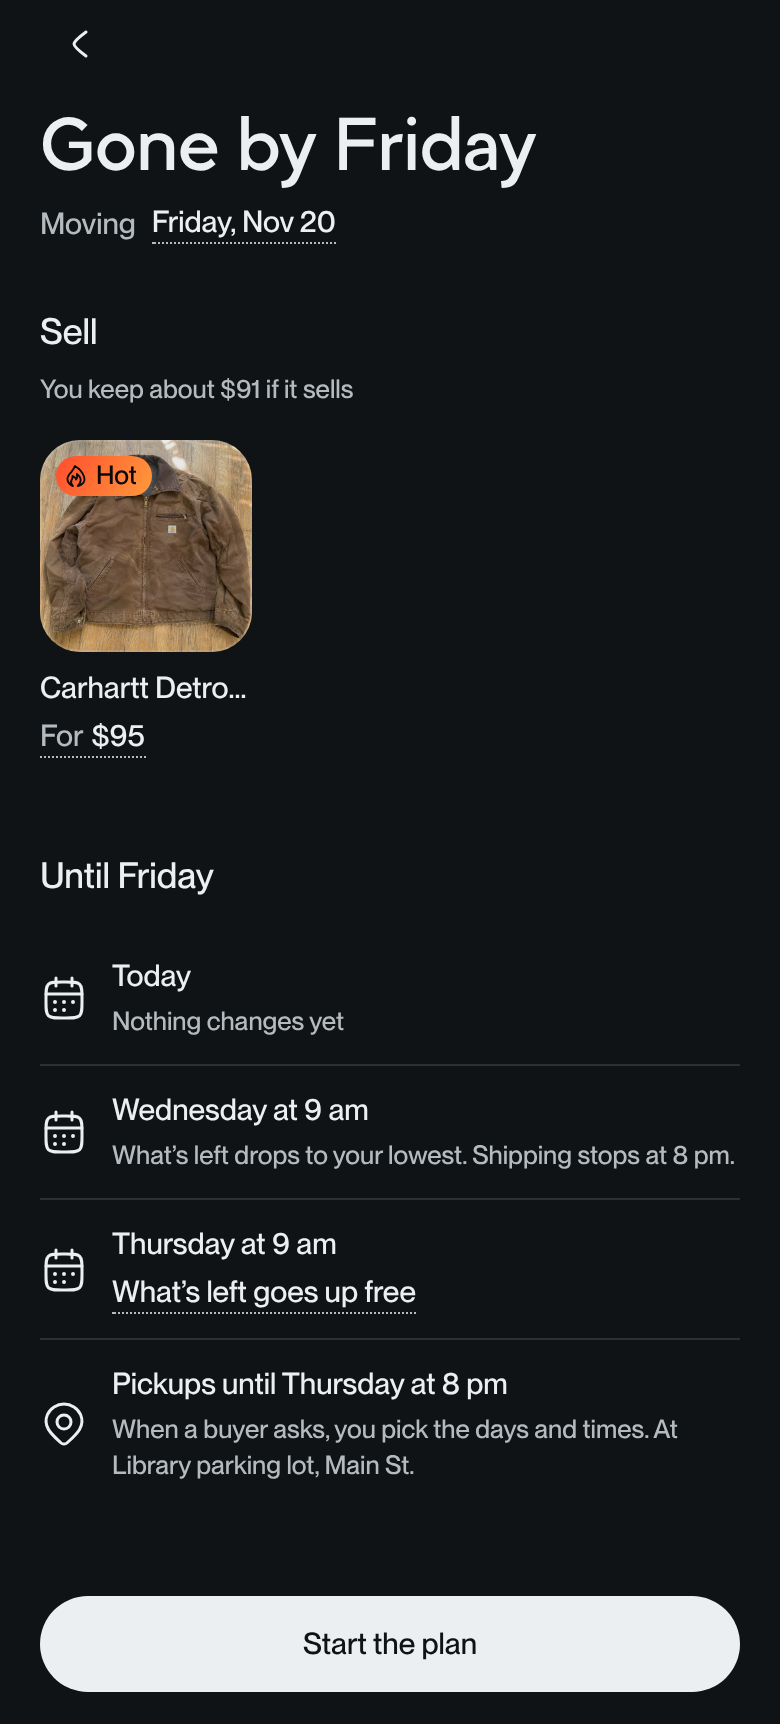 Gone by Friday
Moving Friday, Nov 20
Sell
You keep about $91 if it sells
Hot
Carhartt Detro...
For $95
Until Friday
Today
Nothing changes yet
Wednesday at 9 am
What’s left drops to your lowest. Shipping stops at 8 pm.
Thursday at 9 am
What’s left goes up free
Pickups until Thursday at 8 pm
When a buyer asks, you pick the days and times. At
Library parking lot, Main St.
Start the plan